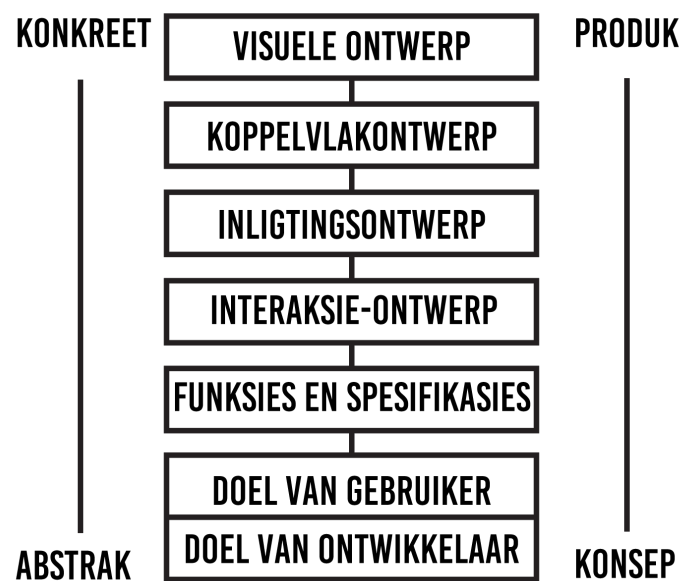 KONKREET
VISUELE ONTWERP
PRODUK
KOPPELVLAKONTWERP
INLIGTINGSONTWERP
INTERAKSIE-ONTWERP
FUNKSIES EN SPESIFIKASIES
DOEL VAN GEBRUIKER
DOEL VAN ONTWIKKELAAR
ABSTRAK
KONSEP